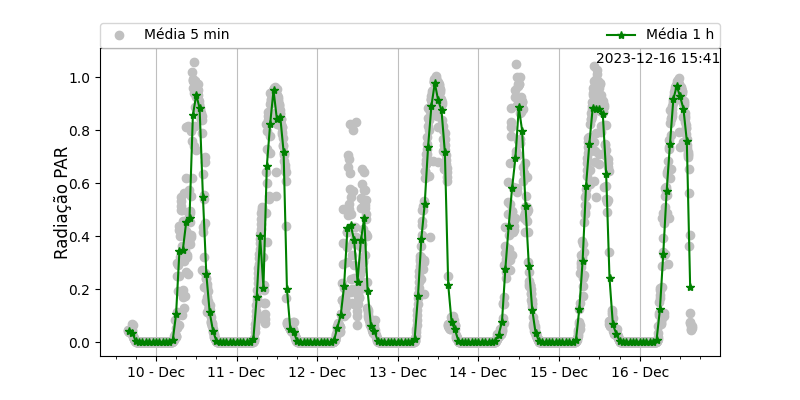 Média 5 min
Média 1 h
2023-12-16 15:41
Radiação PAR
1.0
0.8
0.6
0.4
0.2
0.0
10 - Dec
11 - Dec
12 - Dec
13 - Dec
14 - Dec
15 - Dec
16 - Dec